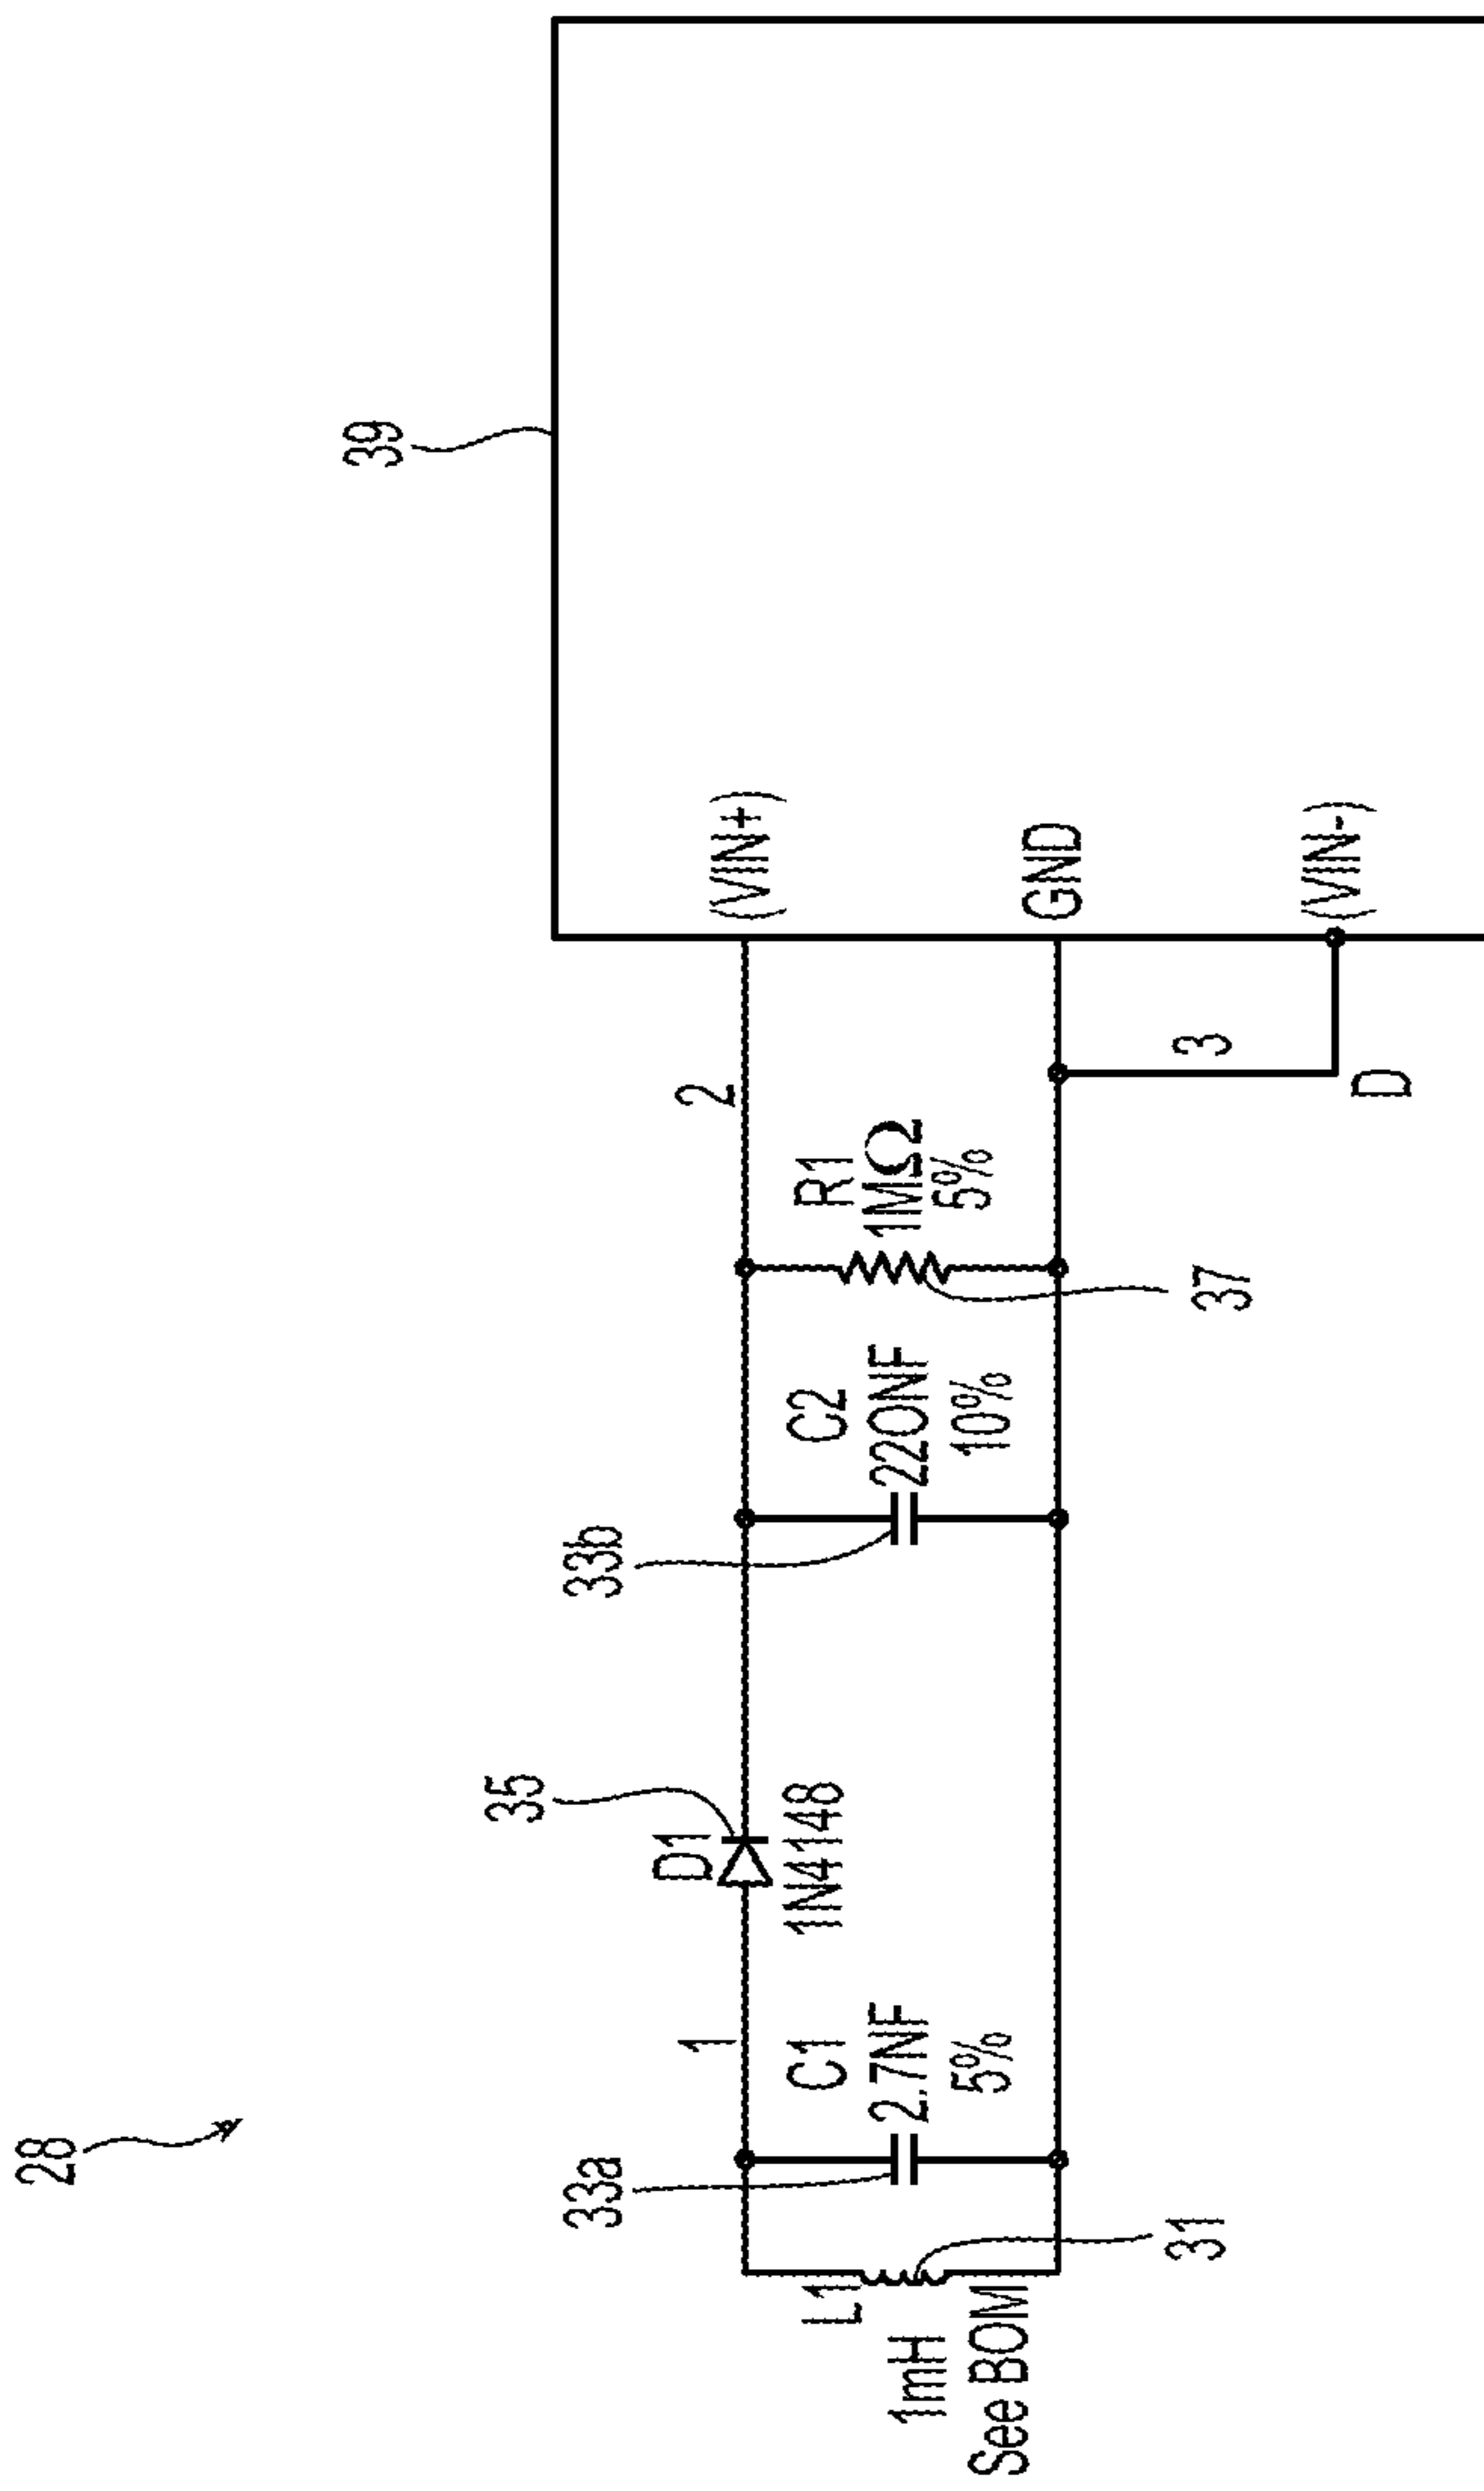 28
39
33a
35
33b
L1
1mH
See BOM
31
C1
2.7NF
5%
1
D1
1N4148
C2
220NF
10%
R1
1MΩ
5%
37
2
3
D
(VIN+)
GND
(VIN-)